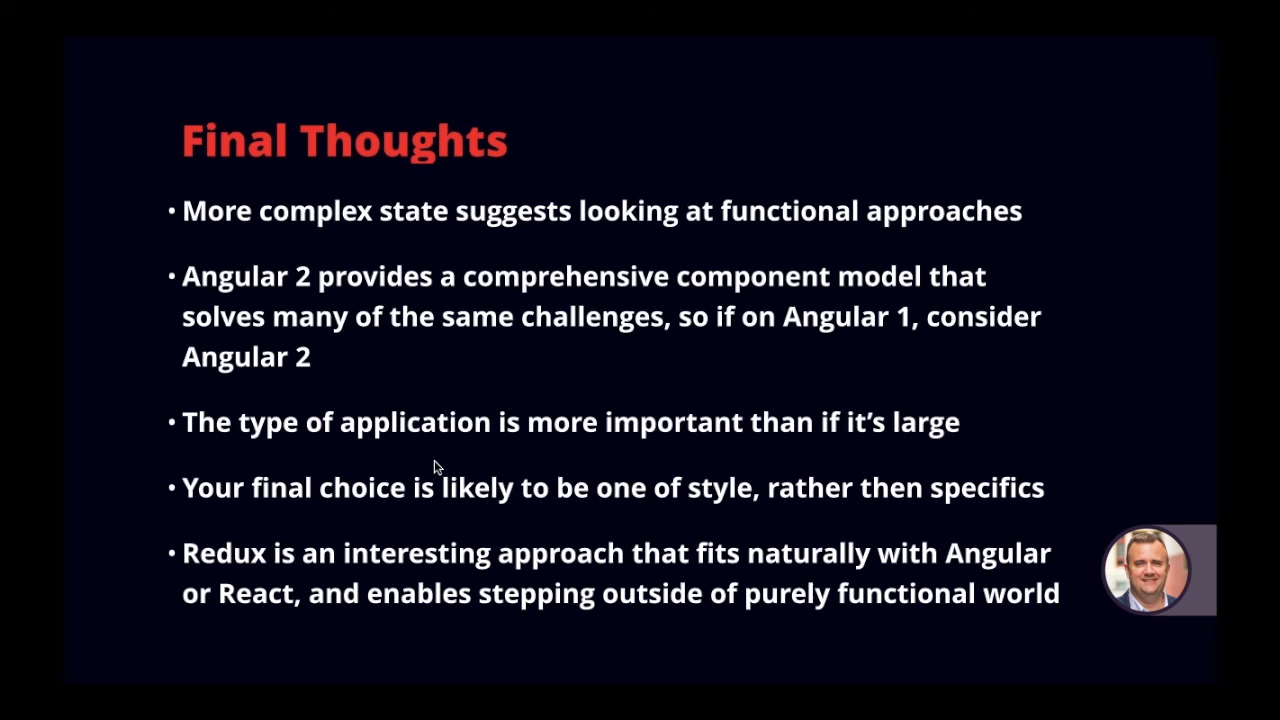 Final Thoughts
• More complex state suggests looking at functional approaches
• Angular 2 provides a comprehensive component model that
solves many of the same challenges, so if on Angular 1, consider
Angular 2
• The type of application is more important than if it’s large
• Your final choice is likely to be one of style, rather then specifics
• Redux is an interesting approach that fits naturally with Angular
or React, and enables stepping outside of purely functional world